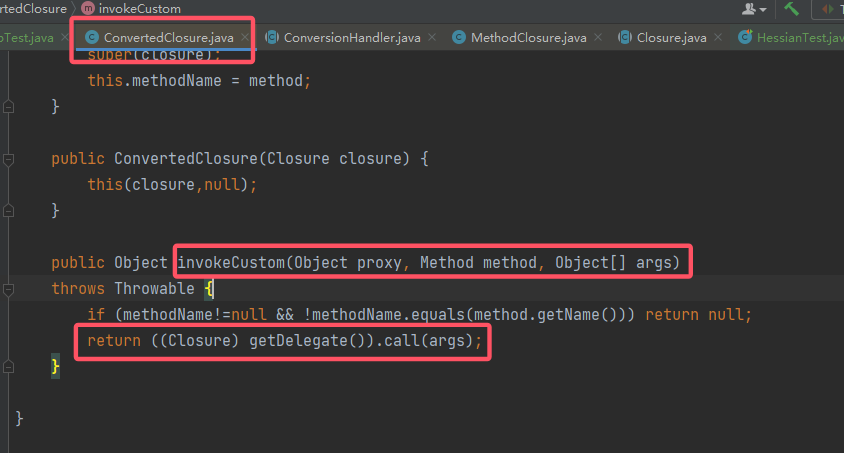 rtedClosure › invokeCustom
oTest.java × ConvertedClosure.java × ConversionHandler.java × MethodClosure.java × Closure.java × HessianTest.java
super(closure);
this.methodName = method;
}
public ConvertedClosure(Closure closure) {
this(closure,null);
}
public Object invokeCustom(Object proxy, Method method, Object[] args)
throws Throwable {
if (methodName!=null && !methodName.equals(method.getName())) return null;
return ((Closure) getDelegate()).call(args);
}
}